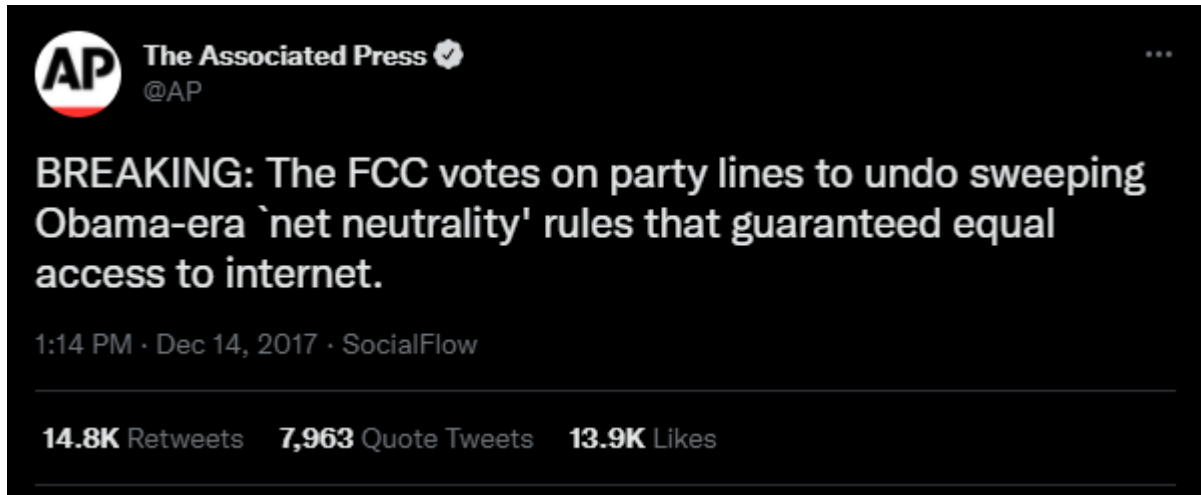 AP
The Associated Press
@AP
BREAKING: The FCC votes on party lines to undo sweeping
Obama-era `net neutrality' rules that guaranteed equal
access to internet.
1:14 PM · Dec 14, 2017 · SocialFlow
14.8K Retweets 7,963 Quote Tweets 13.9K Likes